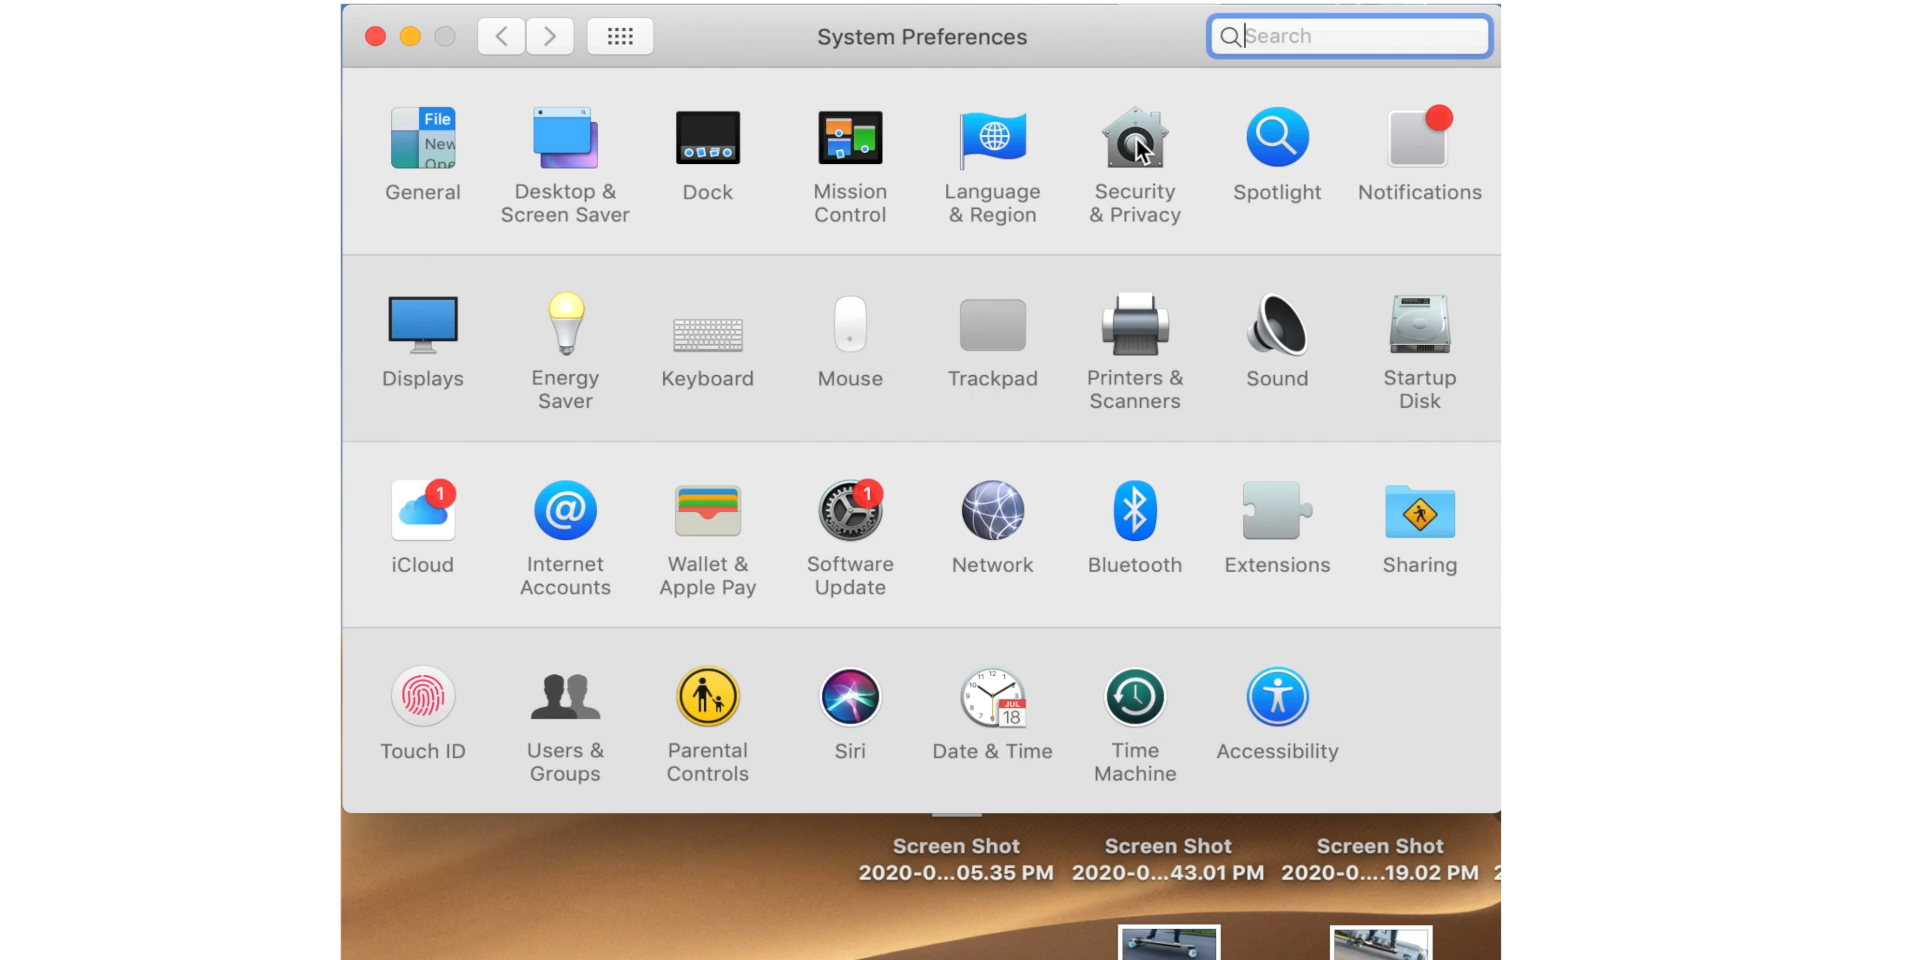 System Preferences
Search
File
New
Ope
General
Desktop &
Screen Saver
Dock
Mission
Control
Language
& Region
Security
& Privacy
Spotlight
Notifications
Displays
Energy
Saver
Keyboard
Mouse
Trackpad
Printers &
Scanners
Sound
Startup
Disk
1
iCloud
@
Internet
Accounts
Wallet &
Apple Pay
1
Software
Update
Network
Bluetooth
Extensions
Sharing
Touch ID
Users &
Groups
Parental
Controls
Siri
JUL
18
Date & Time
Time
Machine
Accessibility
Screen Shot
2020-0...05.35 PM
Screen Shot
2020-0...43.01 PM
Screen Shot
2020-0....19.02 PM